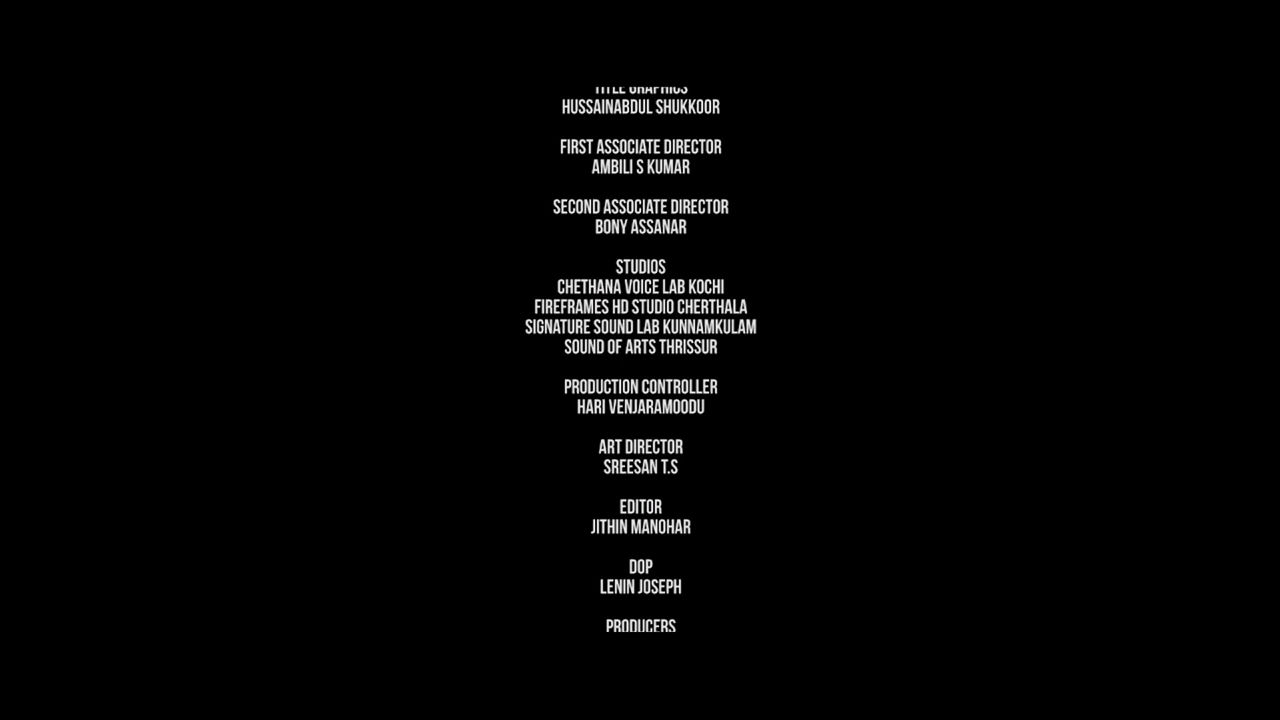 TITLE GRAPHICS
HUSSAINABDUL SHUKKOOR
FIRST ASSOCIATE DIRECTOR
AMBILI S KUMAR
SECOND ASSOCIATE DIRECTOR
BONY ASSANAR
STUDIOS
CHETHANA VOICE LAB KOCHI
FIREFRAMES HD STUDIO CHERTHALA
SIGNATURE SOUND LAB KUNNAMKULAM
SOUND OF ARTS THRISSUR
PRODUCTION CONTROLLER
HARI VENJARAMOODU
ART DIRECTOR
SREESAN T.S
EDITOR
JITHIN MANOHAR
DOP
LENIN JOSEPH
PRODUCERS